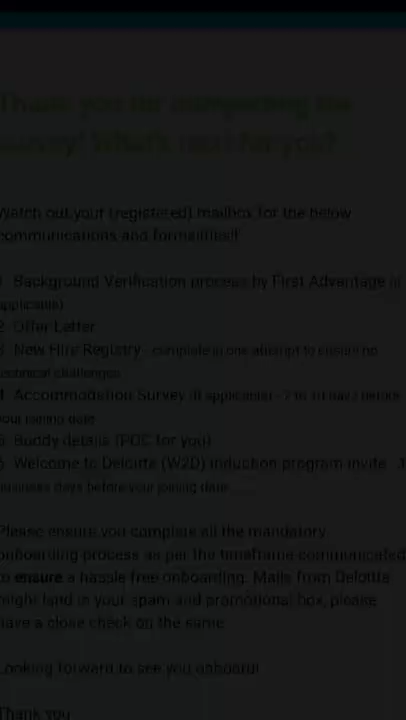 Thank you for completing the
survey! What's next for you?
Watch out your (registered) mailbox for the below
communications and formalities!!
Background Verification process by First Advantage
applicable)
2. Offer Letter
3. New Hire Registry - complete in one attempt to ensure no
technical challenges
4. Accommodation Survey (if applicable) - 7 to 10 days before
your joining date
5. Buddy details (POC for you)
6. Welcome to Deloitte (W2D) induction program invite -
business days before your joining date
Please ensure you complete all the mandatory
onboarding process as per the timeframe communicated
to ensure a hassle free onboarding. Mails from Deloitte
might land in your spam and promotional box, please
have a close check on the same.
Looking forward to see you onboard
Thank you